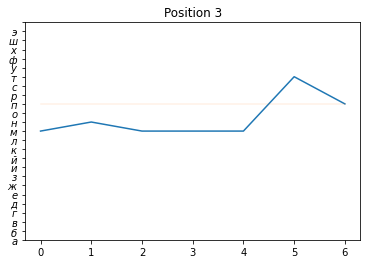 Position 3
э
ш
х
ф
у
т
с
р
п
о
н
м
л
к
й
и
з
ж
е
д
г
в
б
а
0 1 2 3 4 5 6